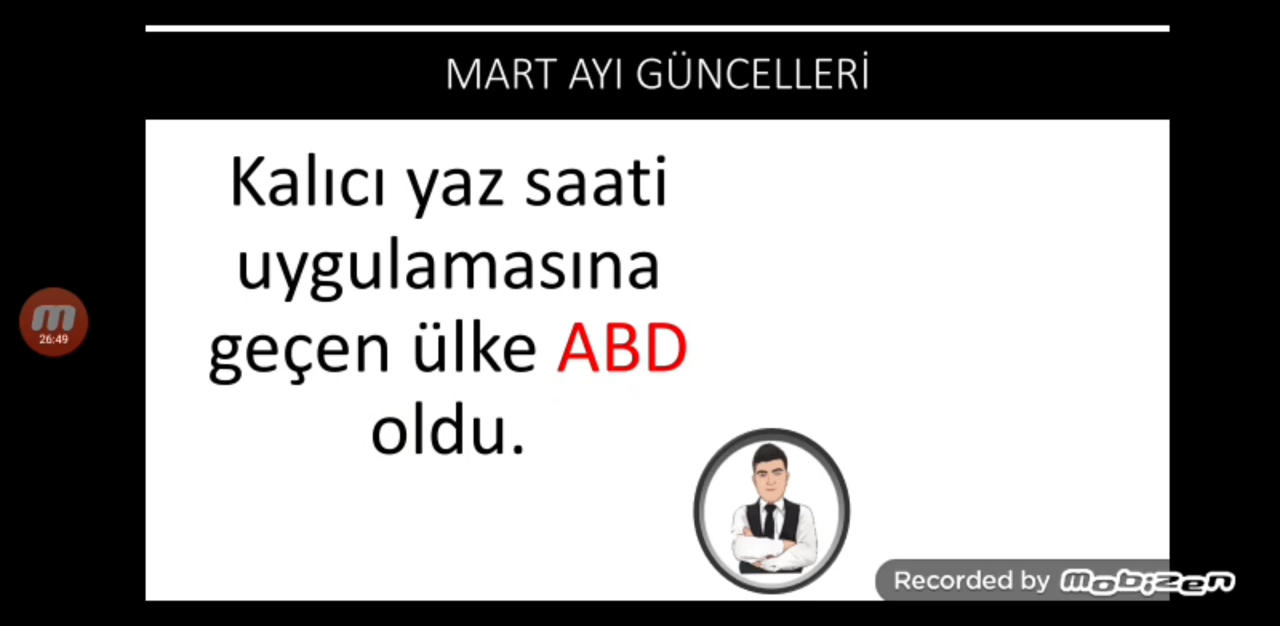 MART AYI GÜNCELLERİ
Kalıcı yaz saati
uygulamasına
geçen ülke ABD
oldu.
m
26:49
Recorded by mobizen